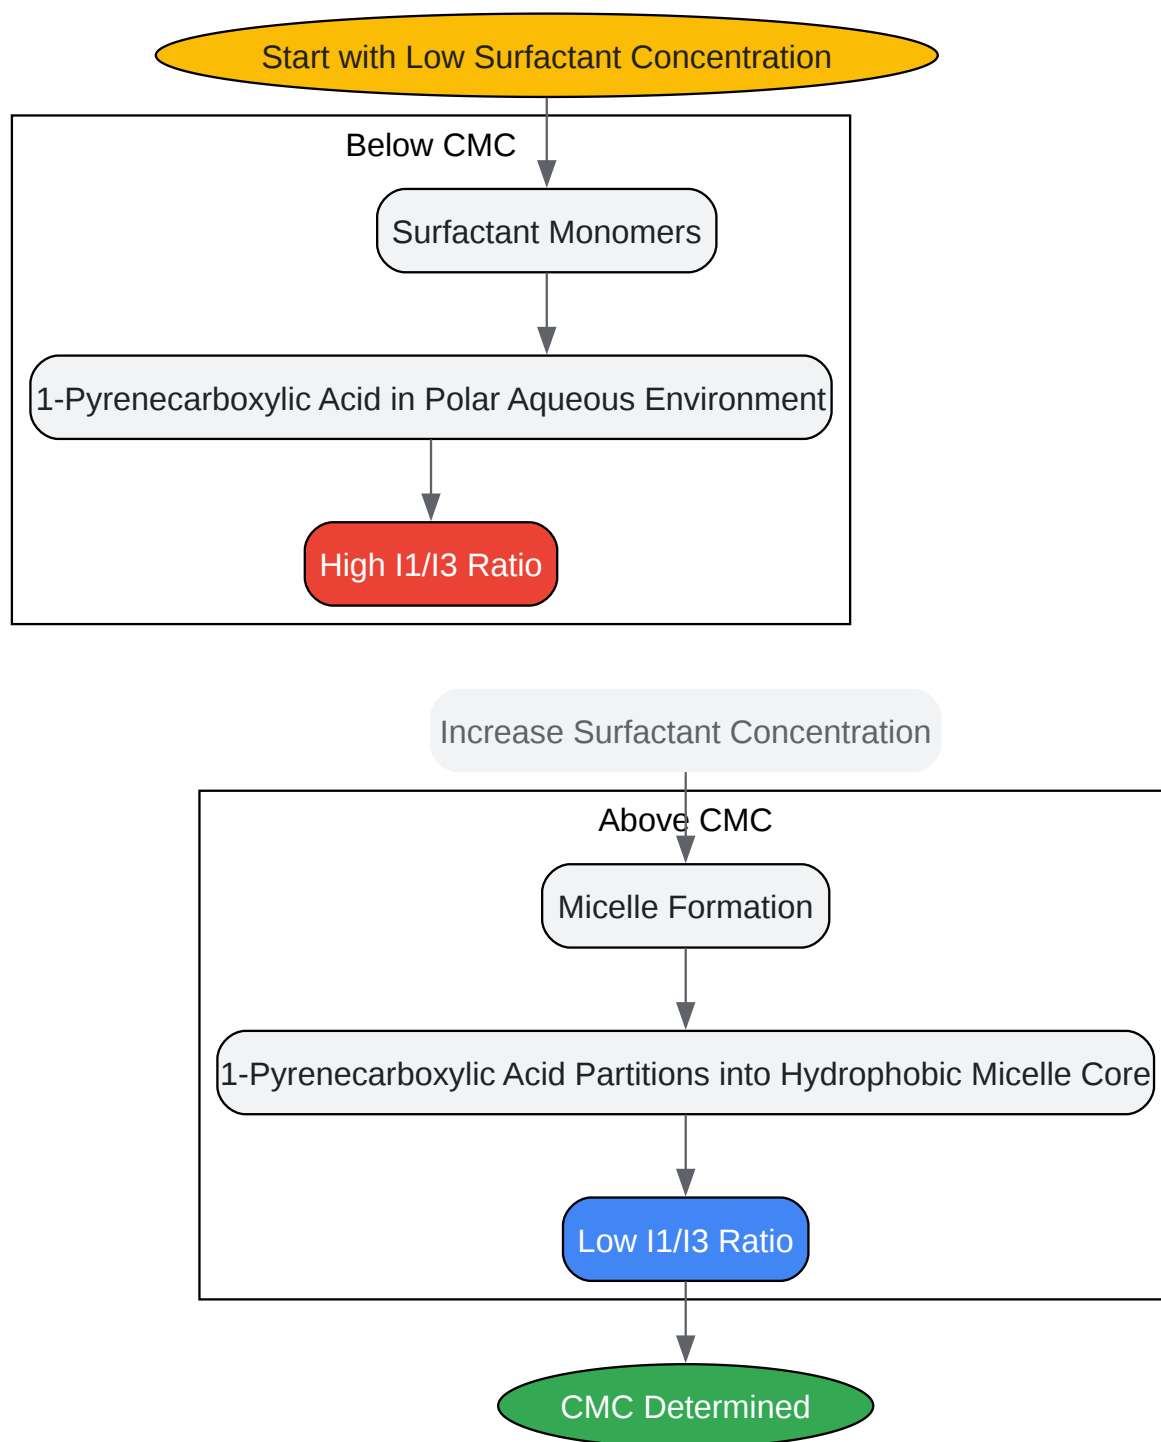 Start with Low Surfactant Concentration
Below CMC
Surfactant Monomers
1-Pyrenecarboxylic Acid in Polar Aqueous Environment
High I1/I3 Ratio
Increase Surfactant Concentration
Above CMC
Micelle Formation
1-Pyrenecarboxylic Acid Partitions into Hydrophobic Micelle Core
Low I1/I3 Ratio
CMC Determined